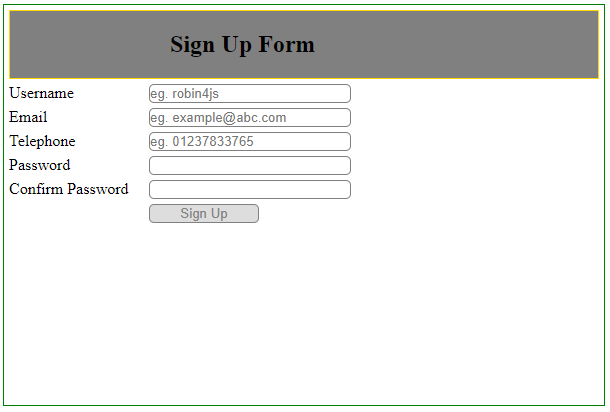 Sign Up Form
Username eg. robin4js
Email eg. example@abc.com
Telephone eg. 01237833765
Password
Confirm Password
Sign Up